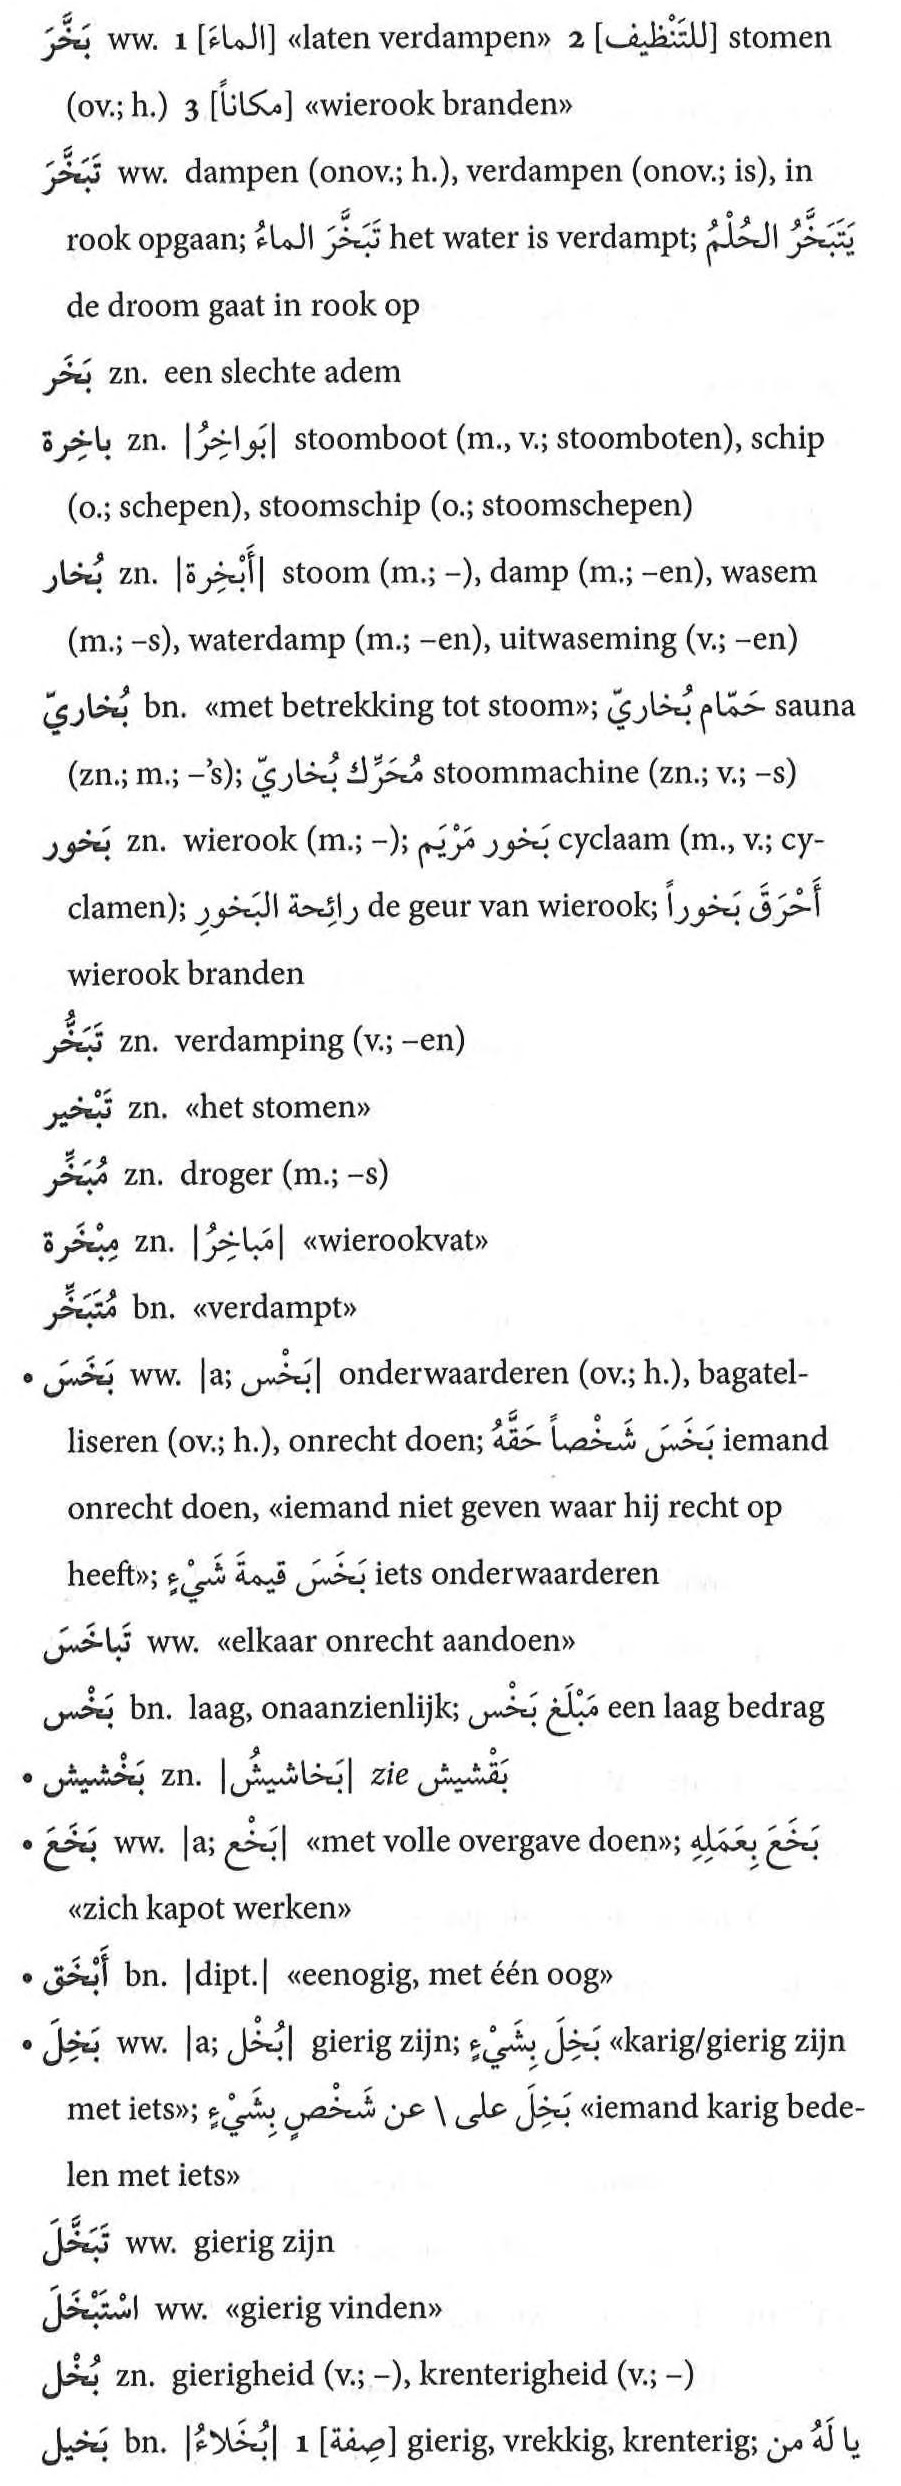 بَخَّرَ ww. 1 [الماءَ] «laten verdampen» 2 [للتَنْظيف] stomen
(ov.; h.) 3 [مكاناً] «wierook branden»
تَبَخَّرَ ww. dampen (onov.; h.), verdampen (onov.; is), in
rook opgaan; تَبَخَّرَ الماءُ het water is verdampt; يَتَبَخَّرُ الحُلْمُ
de droom gaat in rook op
بَخَر zn. een slechte adem
باخِرة zn. |بَواخِرُ| stoomboot (m., v.; stoomboten), schip
(o.; schepen), stoomschip (o.; stoomschepen)
بُخار zn. |أَبْخِرة| stoom (m.; –), damp (m.; –en), wasem
(m.; –s), waterdamp (m.; –en), uitwaseming (v.; –en)
بُخاريّ bn. «met betrekking tot stoom»; حَمّام بُخاريّ sauna
(zn.; m.; –’s); مُحَرِّك بُخاريّ stoommachine (zn.; v.; –s)
بَخور zn. wierook (m.; –); بَخور مَرْيَم cyclaam (m., v.; cy-
clamen); رائِحة البَخورِ de geur van wierook; أَحْرَقَ بَخوراً
wierook branden
تَبَخُّر zn. verdamping (v.; –en)
تَبْخير zn. «het stomen»
مُبَخِّر zn. droger (m.; –s)
مِبْخَرة zn. |مَباخِرُ| «wierookvat»
مُتَبَخِّر bn. «verdampt»
• بَخَسَ ww. |a; بَخْس| onderwaarderen (ov.; h.), bagatel-
liseren (ov.; h.), onrecht doen; بَخَسَ شَخْصاً حَقَّهُ iemand
onrecht doen, «iemand niet geven waar hij recht op
heeft»; بَخَسَ قيمةَ شَيْءٍ iets onderwaarderen
تَباخَسَ ww. «elkaar onrecht aandoen»
بَخْس bn. laag, onaanzienlijk; مَبْلَغ بَخْس een laag bedrag
• بَخْشيش zn. |بَخاشيشُ| zie بَقْشيش
• بَخَعَ ww. |a; بَخْع| «met volle overgave doen»; بَخَعَ بِعَمَلِهِ
«zich kapot werken»
• أَبْخَق bn. |dipt.| «eenogig, met één oog»
• بَخِلَ ww. |a; بُخْل| gierig zijn; بَخِلَ بِشَيْءٍ «karig/gierig zijn
met iets»; بَخِلَ على \ عن شَخْصٍ بِشَيْءٍ «iemand karig bede-
len met iets»
تَبَخَّلَ ww. gierig zijn
اسْتَبْخَلَ ww. «gierig vinden»
بُخْل zn. gierigheid (v.; –), krenterigheid (v.; –)
بَخيل bn. |بُخَلاءُ| 1 [صِفة] gierig, vrekkig, krenterig; يا لَهُ من